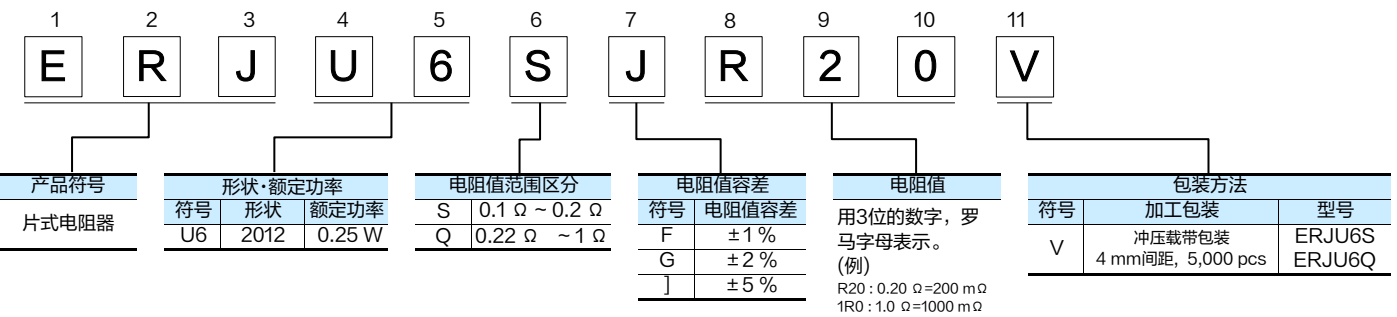 1 2 3 4 5 6 7 8 9 10 11
E R J U 6 S J R 2 0 V
产品符号
片式电阻器
形状·额定功率
符号 形状 额定功率
U6 2012 0.25 W
电阻值范围区分
S 0.1 Ω ~ 0.2 Ω
Q 0.22 Ω ~1 Ω
电阻值容差
符号 电阻值容差
F ±1 %
G ±2 %
] ±5 %
电阻值
用3位的数字，罗
马字母表示。
(例)
R20 : 0.20 Ω=200 mΩ
1R0 : 1.0 Ω=1000 mΩ
包装方法
符号 加工包装 型号
V 冲压载带包装
4 mm间距，5,000 pcs
ERJU6S
ERJU6Q